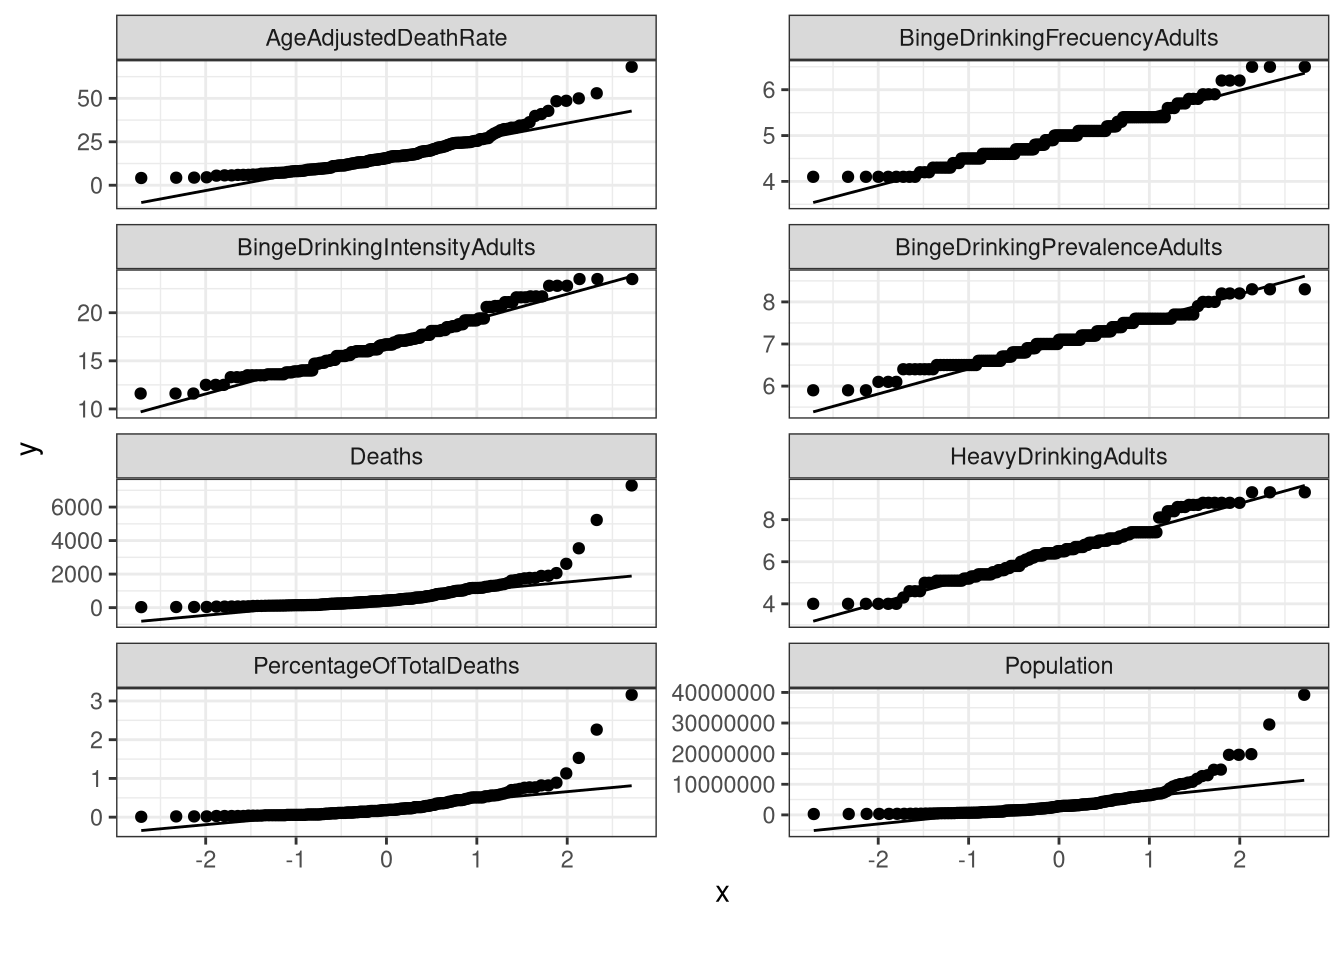 AgeAdjustedDeathRate
50
25
0
BingeDrinkingFrecuencyAdults
6
5
4
BingeDrinkingIntensityAdults
20
15
10
BingeDrinkingPrevalenceAdults
8
7
6
y
Deaths
6000
4000
2000
0
HeavyDrinkingAdults
8
6
4
PercentageOfTotalDeaths
3
2
1
0
-2 -1 0 1 2
Population
40000000
30000000
20000000
10000000
0
-2 -1 0 1 2
x